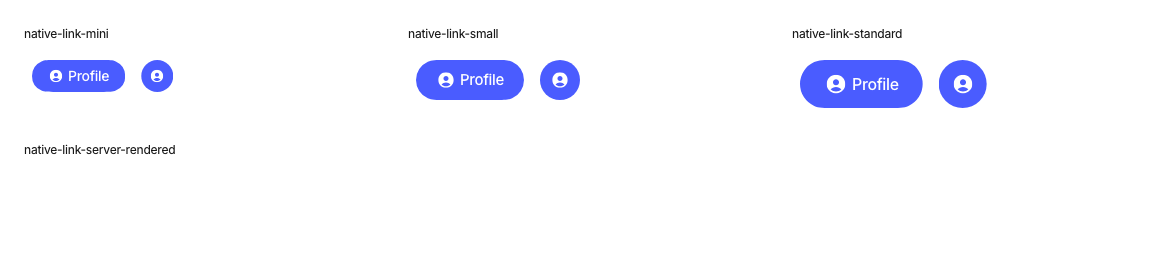 native-link-mini
native-link-small
native-link-standard
Profile
Profile
Profile
native-link-server-rendered